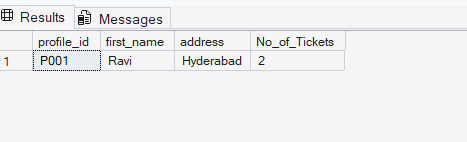 Results Messages
profile_id first_name address No_of_Tickets
1 P001 Ravi Hyderabad 2